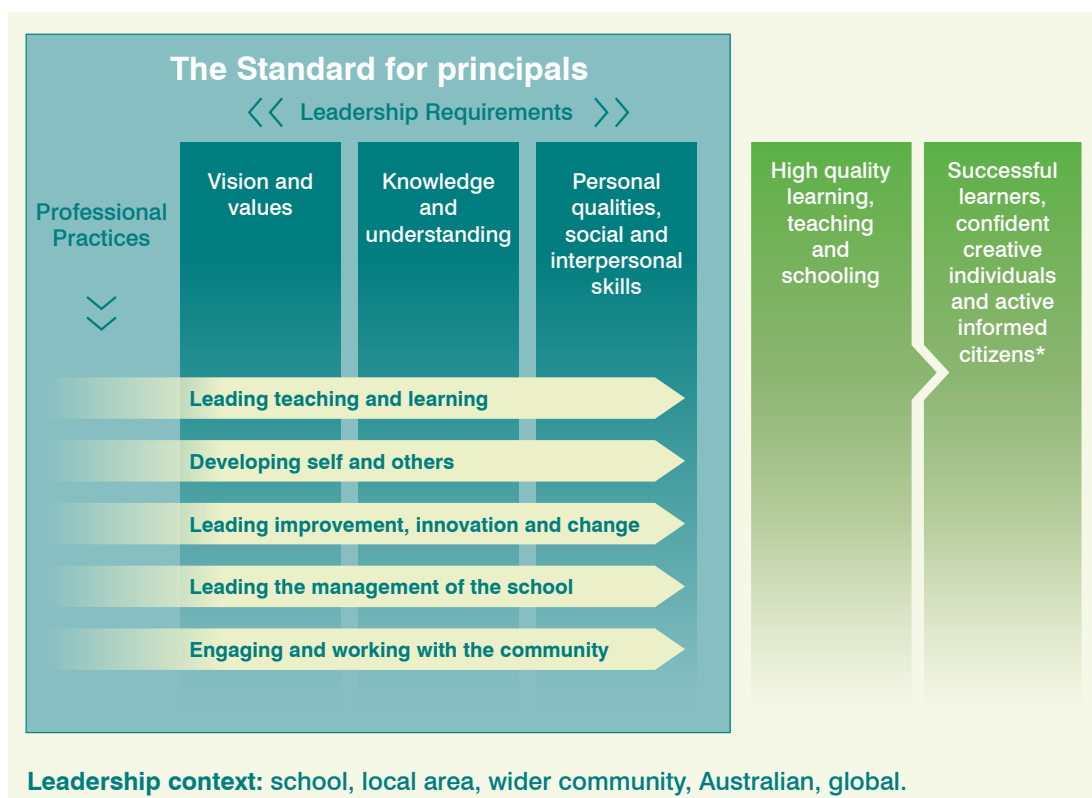 The Standard for principals
Leadership Requirements
Professional
Practices
Vision and
values
Knowledge
and
understanding
Personal
qualities,
social and
interpersonal
skills
High quality
learning,
teaching
and
schooling
Successful
learners,
confident
creative
individuals
and active
informed
citizens*
Leading teaching and learning
Developing self and others
Leading improvement, innovation and change
Leading the management of the school
Engaging and working with the community
Leadership context: school, local area, wider community, Australian, global.